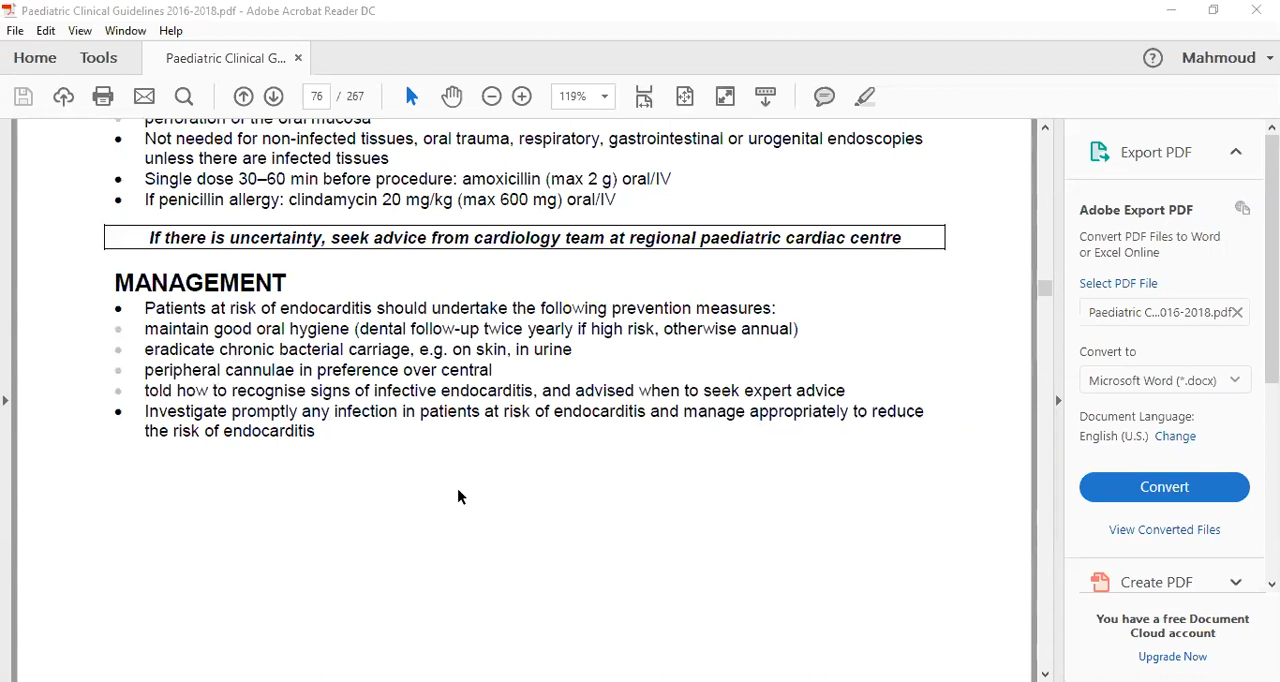 Paediatric Clinical Guidelines 2016-2018.pdf - Adobe Acrobat Reader DC
File Edit View Window Help
Home Tools Paediatric Clinical G... × ? Mahmoud
76 / 267 119%
perforation of the oral mucosa
• Not needed for non-infected tissues, oral trauma, respiratory, gastrointestinal or urogenital endoscopies
unless there are infected tissues
• Single dose 30–60 min before procedure: amoxicillin (max 2 g) oral/IV
• If penicillin allergy: clindamycin 20 mg/kg (max 600 mg) oral/IV
If there is uncertainty, seek advice from cardiology team at regional paediatric cardiac centre
MANAGEMENT
• Patients at risk of endocarditis should undertake the following prevention measures:
• maintain good oral hygiene (dental follow-up twice yearly if high risk, otherwise annual)
• eradicate chronic bacterial carriage, e.g. on skin, in urine
• peripheral cannulae in preference over central
• told how to recognise signs of infective endocarditis, and advised when to seek expert advice
• Investigate promptly any infection in patients at risk of endocarditis and manage appropriately to reduce
the risk of endocarditis
Export PDF
Adobe Export PDF
Convert PDF Files to Word
or Excel Online
Select PDF File
Paediatric C...016-2018.pdf
Convert to
Microsoft Word (*.docx)
Document Language:
English (U.S.) Change
Convert
View Converted Files
Create PDF
You have a free Document
Cloud account
Upgrade Now